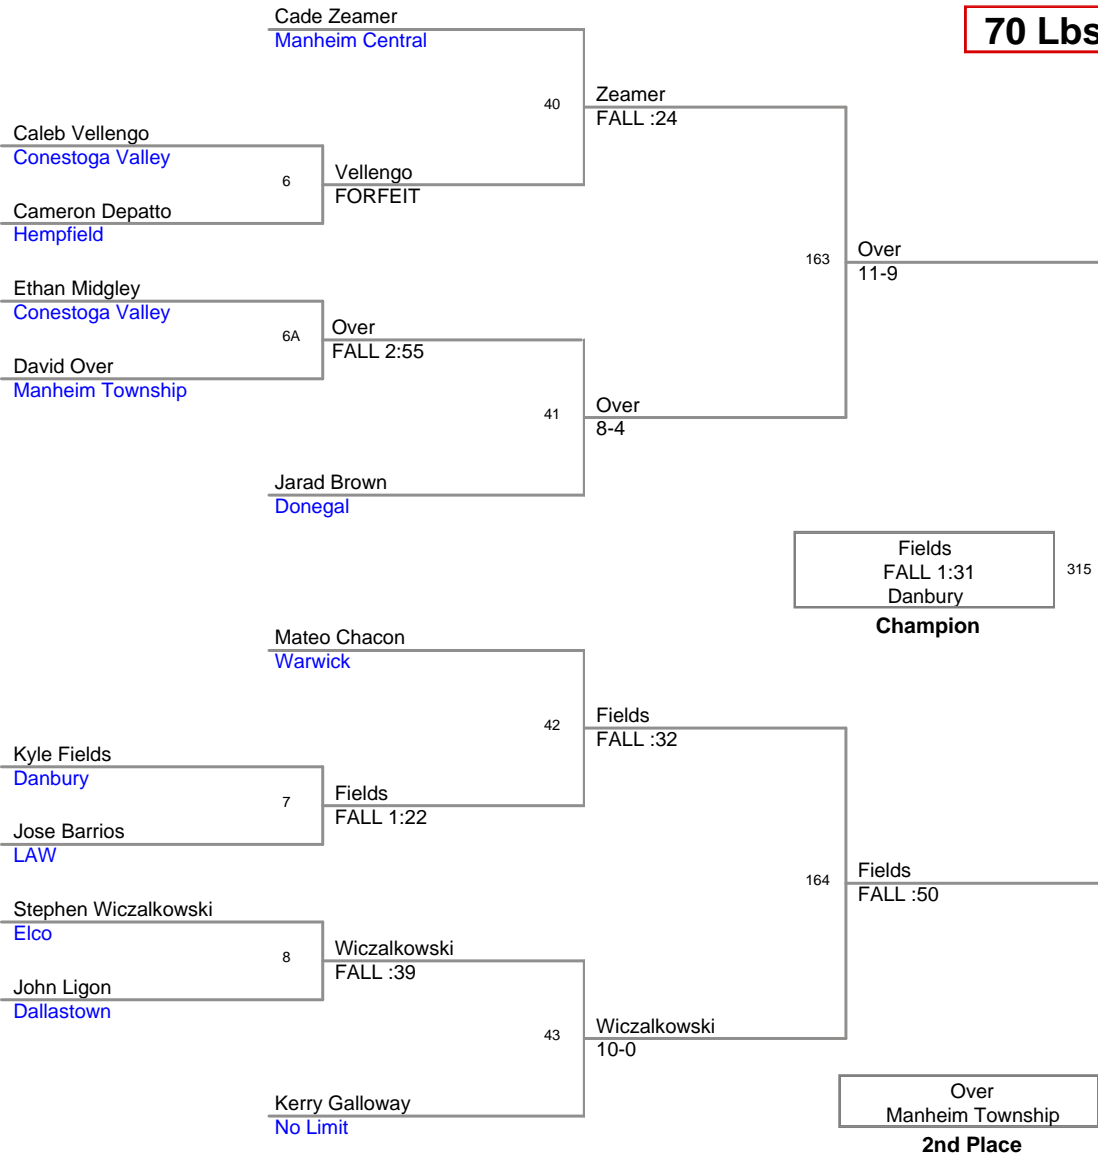 Cade Zeamer
Manheim Central
70 Lbs
40
Zeamer
FALL :24
Caleb Vellengo
Conestoga Valley
6
Vellengo
FORFEIT
Cameron Depatto
Hempfield
163
Over
11-9
Ethan Midgley
Conestoga Valley
6A
Over
FALL 2:55
David Over
Manheim Township
41
Over
8-4
Jarad Brown
Donegal
Fields
FALL 1:31
Danbury
315
Champion
Mateo Chacon
Warwick
42
Fields
FALL :32
Kyle Fields
Danbury
7
Fields
FALL 1:22
Jose Barrios
LAW
164
Fields
FALL :50
Stephen Wiczalkowski
Elco
8
Wiczalkowski
FALL :39
John Ligon
Dallastown
43
Wiczalkowski
10-0
Kerry Galloway
No Limit
Over
Manheim Township
2nd Place